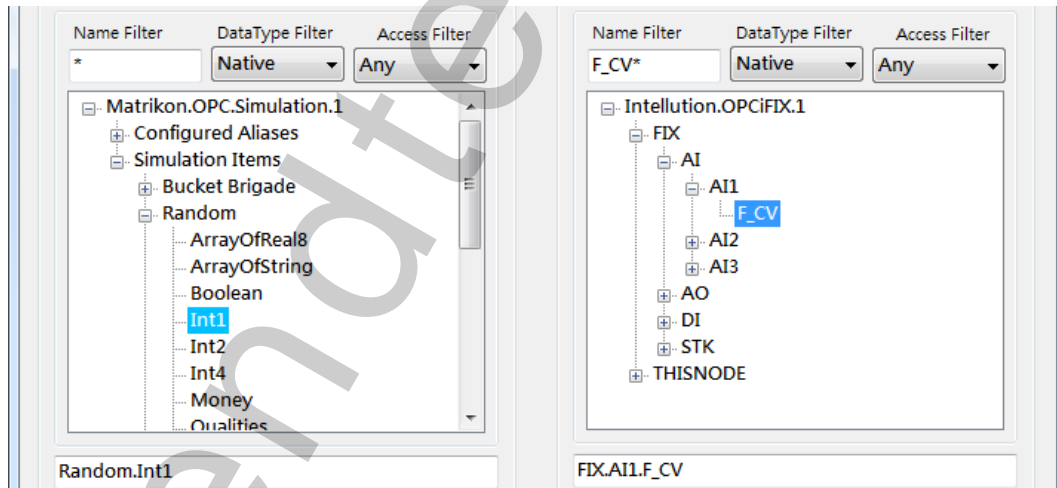 Name Filter DataType Filter Access Filter
* Native Any
Matrikon.OPC.Simulation.1
Configured Aliases
Simulation Items
Bucket Brigade
Random
ArrayOfReal8
ArrayOfString
Boolean
Int1
Int2
Int4
Money
Qualities
Random.Int1
Name Filter DataType Filter Access Filter
F_CV* Native Any
Intellution.OPCiFIX.1
FIX
AI
AI1
F_CV
AI2
AI3
AO
DI
STK
THISNODE
FIX.AI1.F_CV